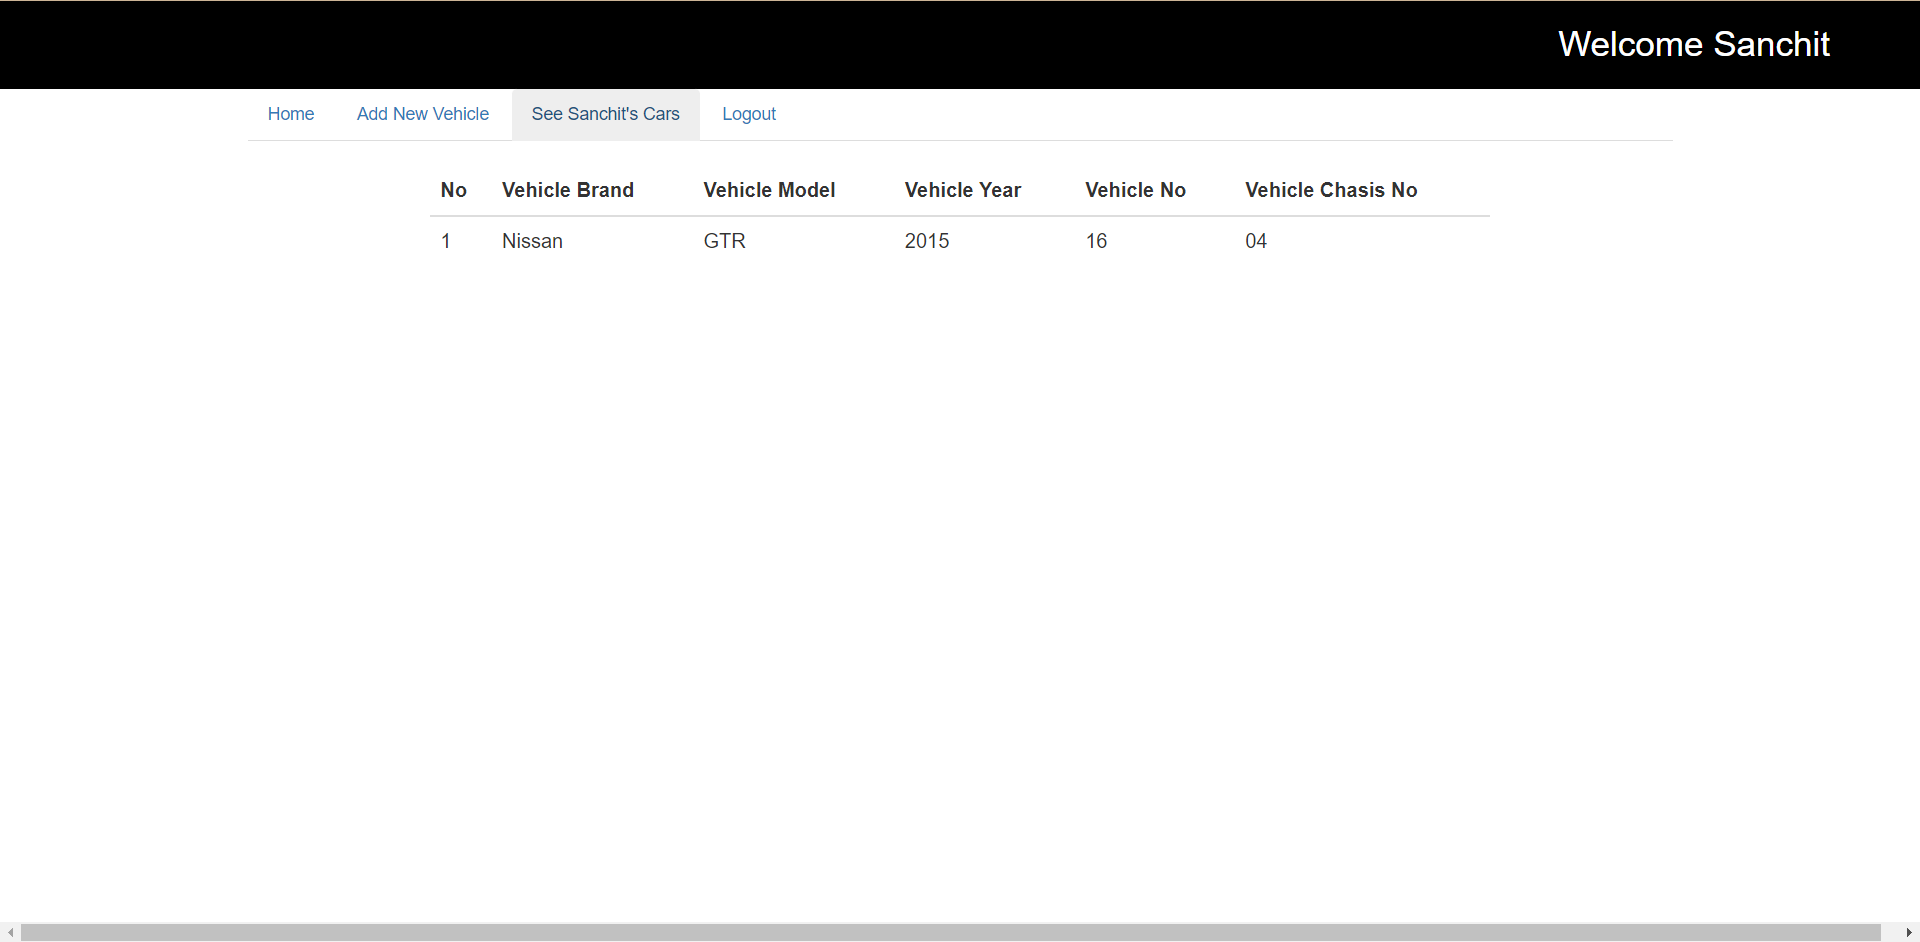 Welcome Sanchit
Home Add New Vehicle See Sanchit's Cars Logout
No Vehicle Brand Vehicle Model Vehicle Year Vehicle No Vehicle Chasis No
1 Nissan GTR 2015 16 04